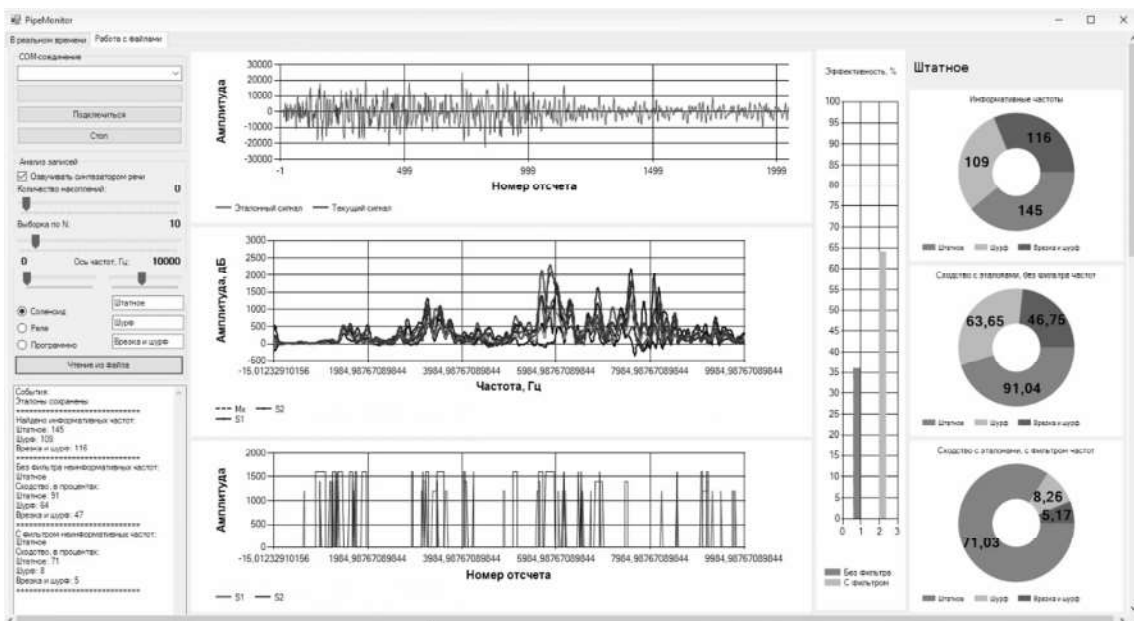 PipeMonitor
В реальном времени Работа с файлами
COM-соединение
Подключиться
Стоп
Анализ записей
Озвучивать синтезатором речи
Количество накоплений: 0
Выборка по N: 10
0 Ось частот, Гц: 10000
Соленоид
Реле
Программно
Штатное
Шурф
Врезка и шурф
Чтение из файла
События:
Эталоны сохранены
Найдено информативных частот:
Штатное: 145
Шурф: 109
Врезка и шурф: 116
Без фильтра неинформативных частот:
Штатное
Сходство, в процентах:
Штатное: 91
Шурф: 64
Врезка и шурф: 47
С фильтром неинформативных частот:
Штатное
Сходство, в процентах:
Штатное: 71
Шурф: 8
Врезка и шурф: 5
Амплитуда
30000
20000
10000
0
-10000
-20000
-30000
-1 499 999 1499 1999
Номер отсчета
Эталонный сигнал Текущий сигнал
Амплитуда, дБ
3000
2500
2000
1500
1000
500
0
-500
-15,01232910156 1984,98767089844 3984,98767089844 5984,98767089844 7984,98767089844 9984,98767089844
Частота, Гц
Мх S2
S1
Амплитуда
2000
1500
1000
500
0
-15,01232910156 1984,98767089844 3984,98767089844 5984,98767089844 7984,98767089844 9984,98767089844
Номер отсчета
S1 S2
Эффективность, %
100
95
90
85
80
75
70
65
60
55
50
45
40
35
30
25
20
15
10
5
0
0 1 2 3
Без фильтра
С фильтром
Штатное
Информативные частоты
116
109
145
Штатное Шурф Врезка и шурф
Сходство с эталонами, без фильтра частот
63,65
46,75
91,04
Штатное Шурф Врезка и шурф
Сходство с эталонами, с фильтром частот
8,26
5,17
71,03
Штатное Шурф Врезка и шурф